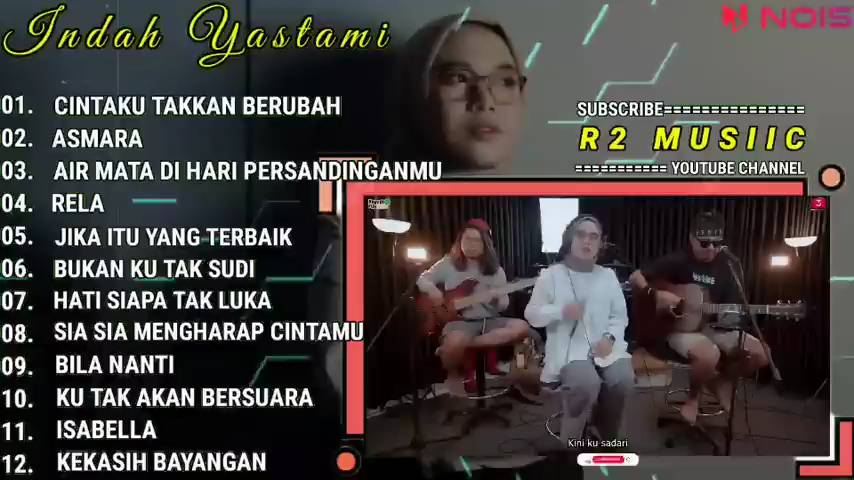 Indah Yastami
NOIS
01. CINTAKU TAKKAN BERUBAH
02. ASMARA
03. AIR MATA DI HARI PERSANDINGANMU
04. RELA
05. JIKA ITU YANG TERBAIK
06. BUKAN KU TAK SUDI
07. HATI SIAPA TAK LUKA
08. SIA SIA MENGHARAP CINTAMU
09. BILA NANTI
10. KU TAK AKAN BERSUARA
11. ISABELLA
12. KEKASIH BAYANGAN
SUBSCRIBE===============
R2 MUSIIC
=========== YOUTUBE CHANNEL
Kini ku sadari